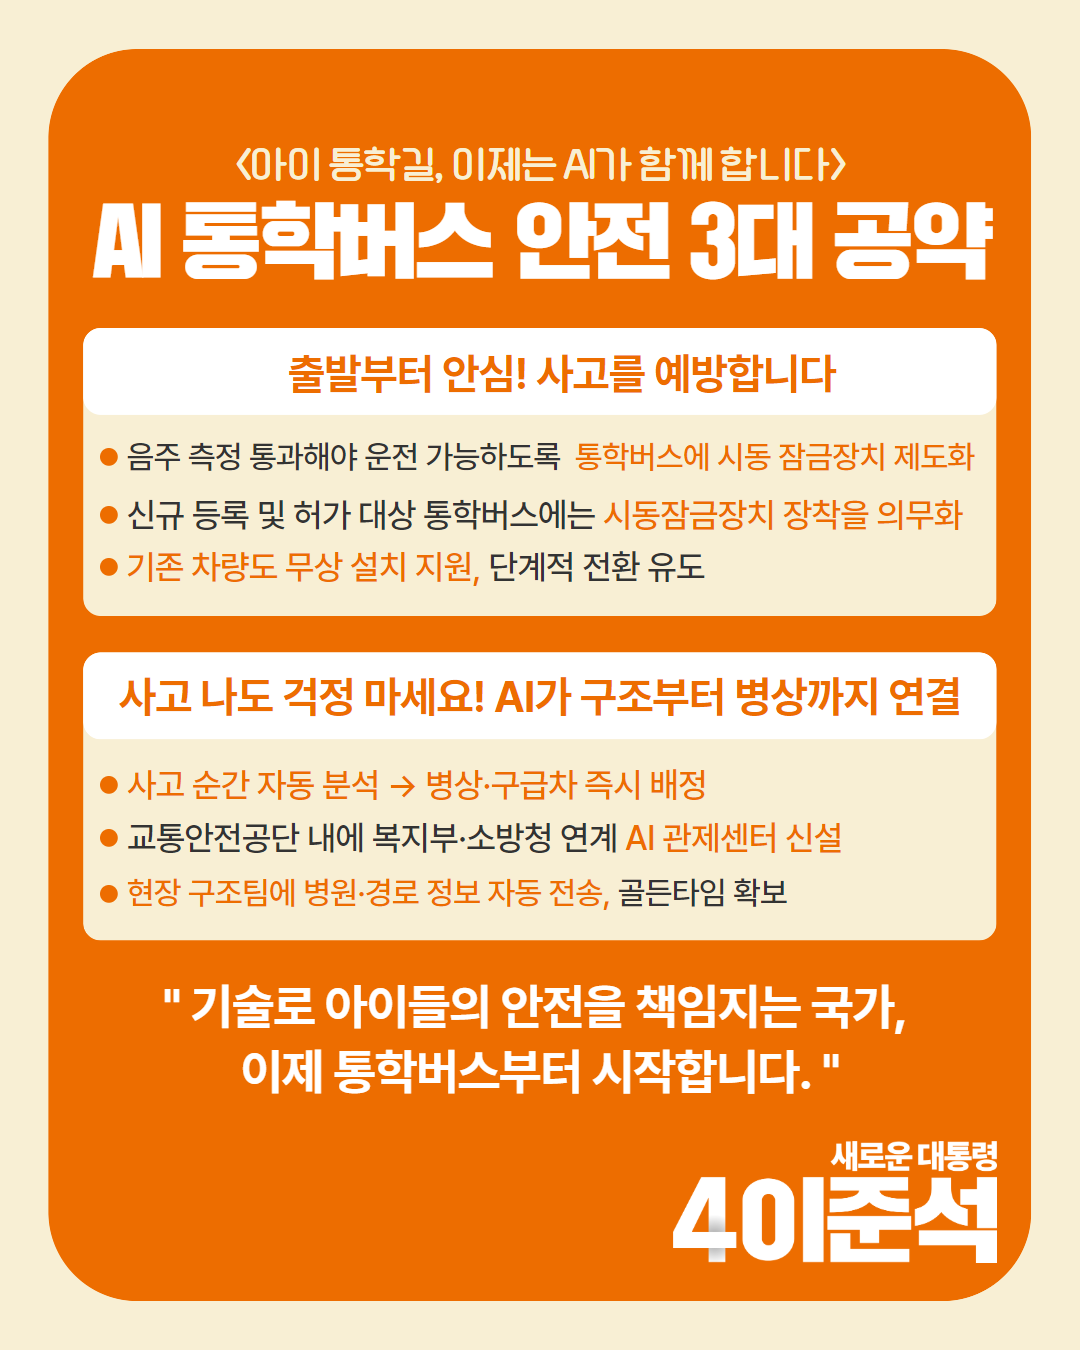 <아이 통학길, 이제는 AI가 함께 합니다>
AI 통학버스 안전 3대 공약
출발부터 안심! 사고를 예방합니다
● 음주 측정 통과해야 운전 가능하도록 통학버스에 시동 잠금장치 제도화
● 신규 등록 및 허가 대상 통학버스에는 시동잠금장치 장착을 의무화
● 기존 차량도 무상 설치 지원, 단계적 전환 유도
사고 나도 걱정 마세요! AI가 구조부터 병상까지 연결
● 사고 순간 자동 분석 → 병상·구급차 즉시 배정
● 교통안전공단 내에 복지부·소방청 연계 AI 관제센터 신설
● 현장 구조팀에 병원·경로 정보 자동 전송, 골든타임 확보
" 기술로 아이들의 안전을 책임지는 국가,
이제 통학버스부터 시작합니다. "
새로운 대통령
4 이준석